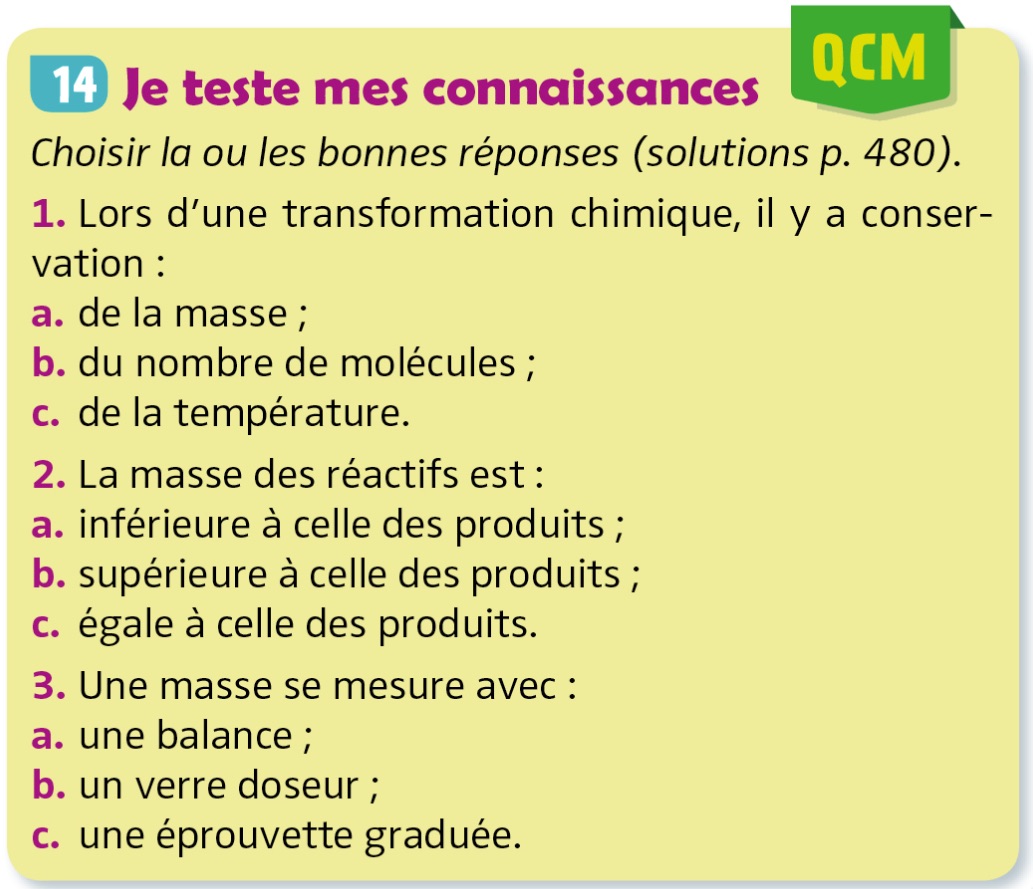 QCM
14 Je teste mes connaissances
Choisir la ou les bonnes réponses (solutions p. 480).
1. Lors d’une transformation chimique, il y a conser-
vation :
a. de la masse ;
b. du nombre de molécules ;
c. de la température.
2. La masse des réactifs est :
a. inférieure à celle des produits ;
b. supérieure à celle des produits ;
c. égale à celle des produits.
3. Une masse se mesure avec :
a. une balance ;
b. un verre doseur ;
c. une éprouvette graduée.